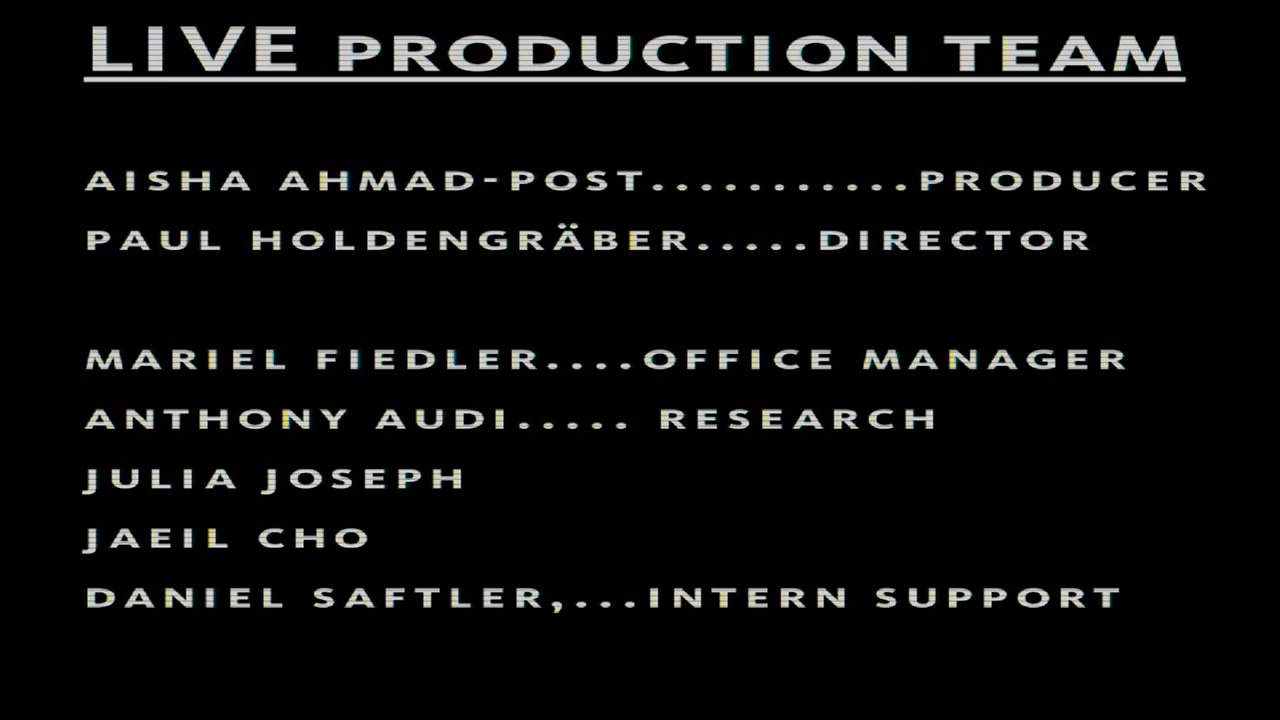 LIVE PRODUCTION TEAM
AISHA AHMAD-POST...........PRODUCER
PAUL HOLDENGRÄBER.....DIRECTOR
MARIEL FIEDLER....OFFICE MANAGER
ANTHONY AUDI..... RESEARCH
JULIA JOSEPH
JAEIL CHO
DANIEL SAFTLER,...INTERN SUPPORT